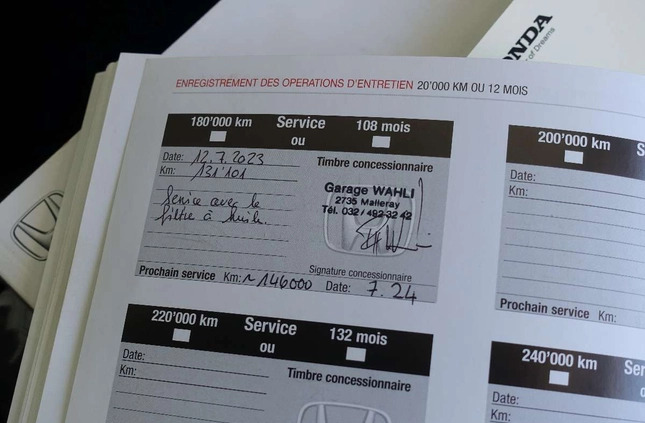 HONDA
of Dreams
ENREGISTREMENT DES OPERATIONS D'ENTRETIEN 20'000 KM OU 12 MOIS
180'000 km Service ou 108 mois
Date: 12.7.2023
Km: 131'101
Timbre concessionnaire
Service avec le
filtre à huile.
Garage WAHLI
2735 Malleray
Tél. 032 / 492 32 42
Signature concessionnaire
Prochain service Km: ~146000 Date: 7.24
200'000 km
Date:
Km:
Prochain service Km:
220'000 km Service ou 132 mois
Date:
Km:
Timbre concessionnaire
240'000 km
Date:
Km: